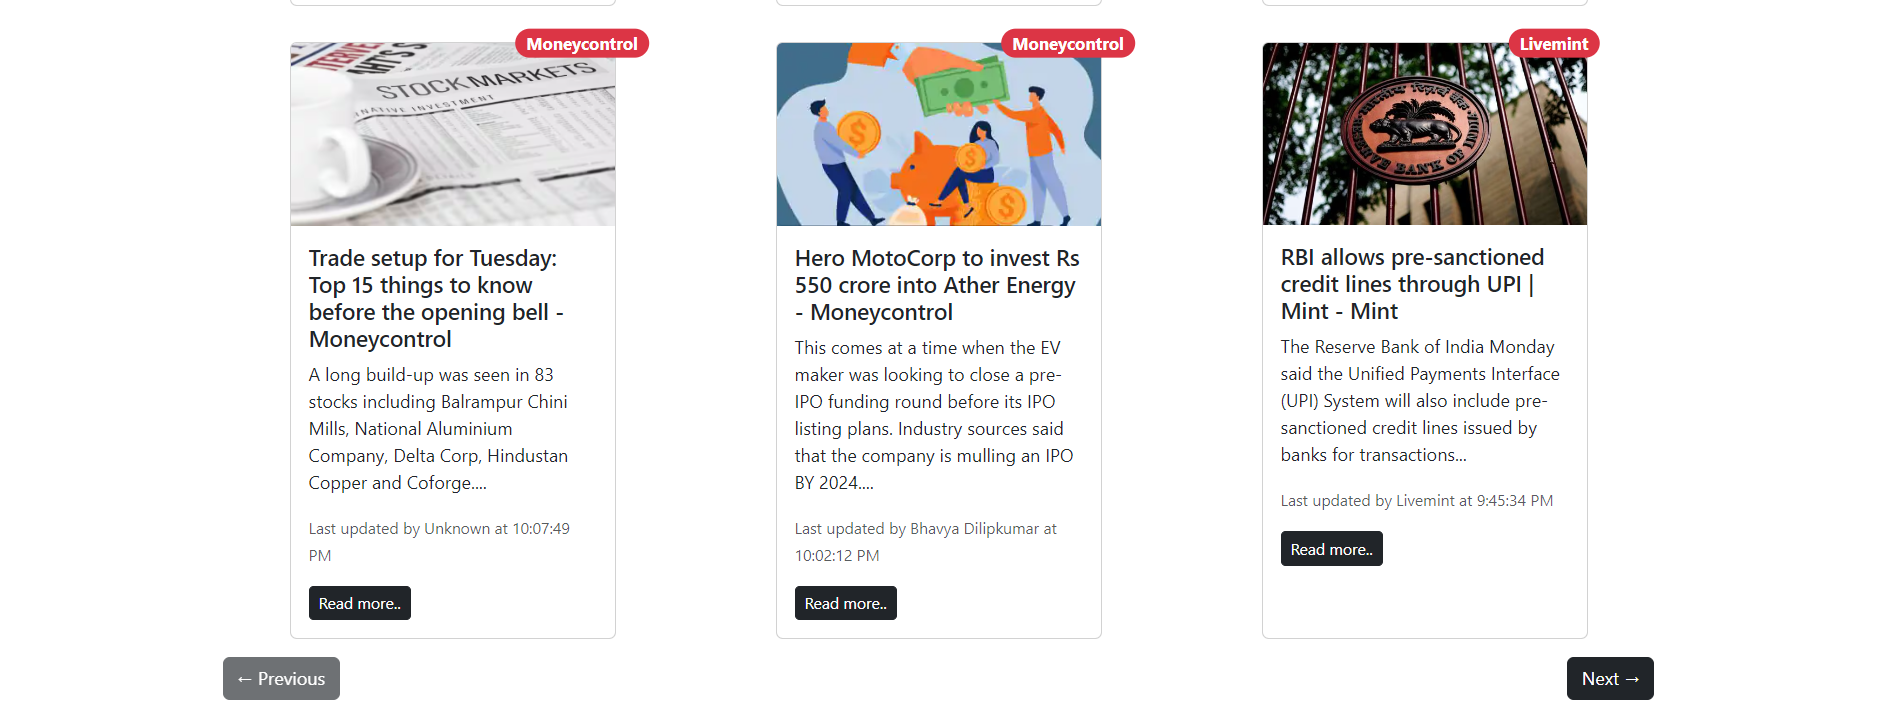 Moneycontrol
STOCK MARKETS
NATIVE INVESTMENT
Trade setup for Tuesday:
Top 15 things to know
before the opening bell -
Moneycontrol
A long build-up was seen in 83
stocks including Balrampur Chini
Mills, National Aluminium
Company, Delta Corp, Hindustan
Copper and Coforge....
Last updated by Unknown at 10:07:49
PM
Read more..
Moneycontrol
Hero MotoCorp to invest Rs
550 crore into Ather Energy
- Moneycontrol
This comes at a time when the EV
maker was looking to close a pre-
IPO funding round before its IPO
listing plans. Industry sources said
that the company is mulling an IPO
BY 2024....
Last updated by Bhavya Dilipkumar at
10:02:12 PM
Read more..
Livemint
भारतीय रिज़र्व बैंक
RESERVE BANK OF INDIA
RBI allows pre-sanctioned
credit lines through UPI |
Mint - Mint
The Reserve Bank of India Monday
said the Unified Payments Interface
(UPI) System will also include pre-
sanctioned credit lines issued by
banks for transactions...
Last updated by Livemint at 9:45:34 PM
Read more..
← Previous
Next →